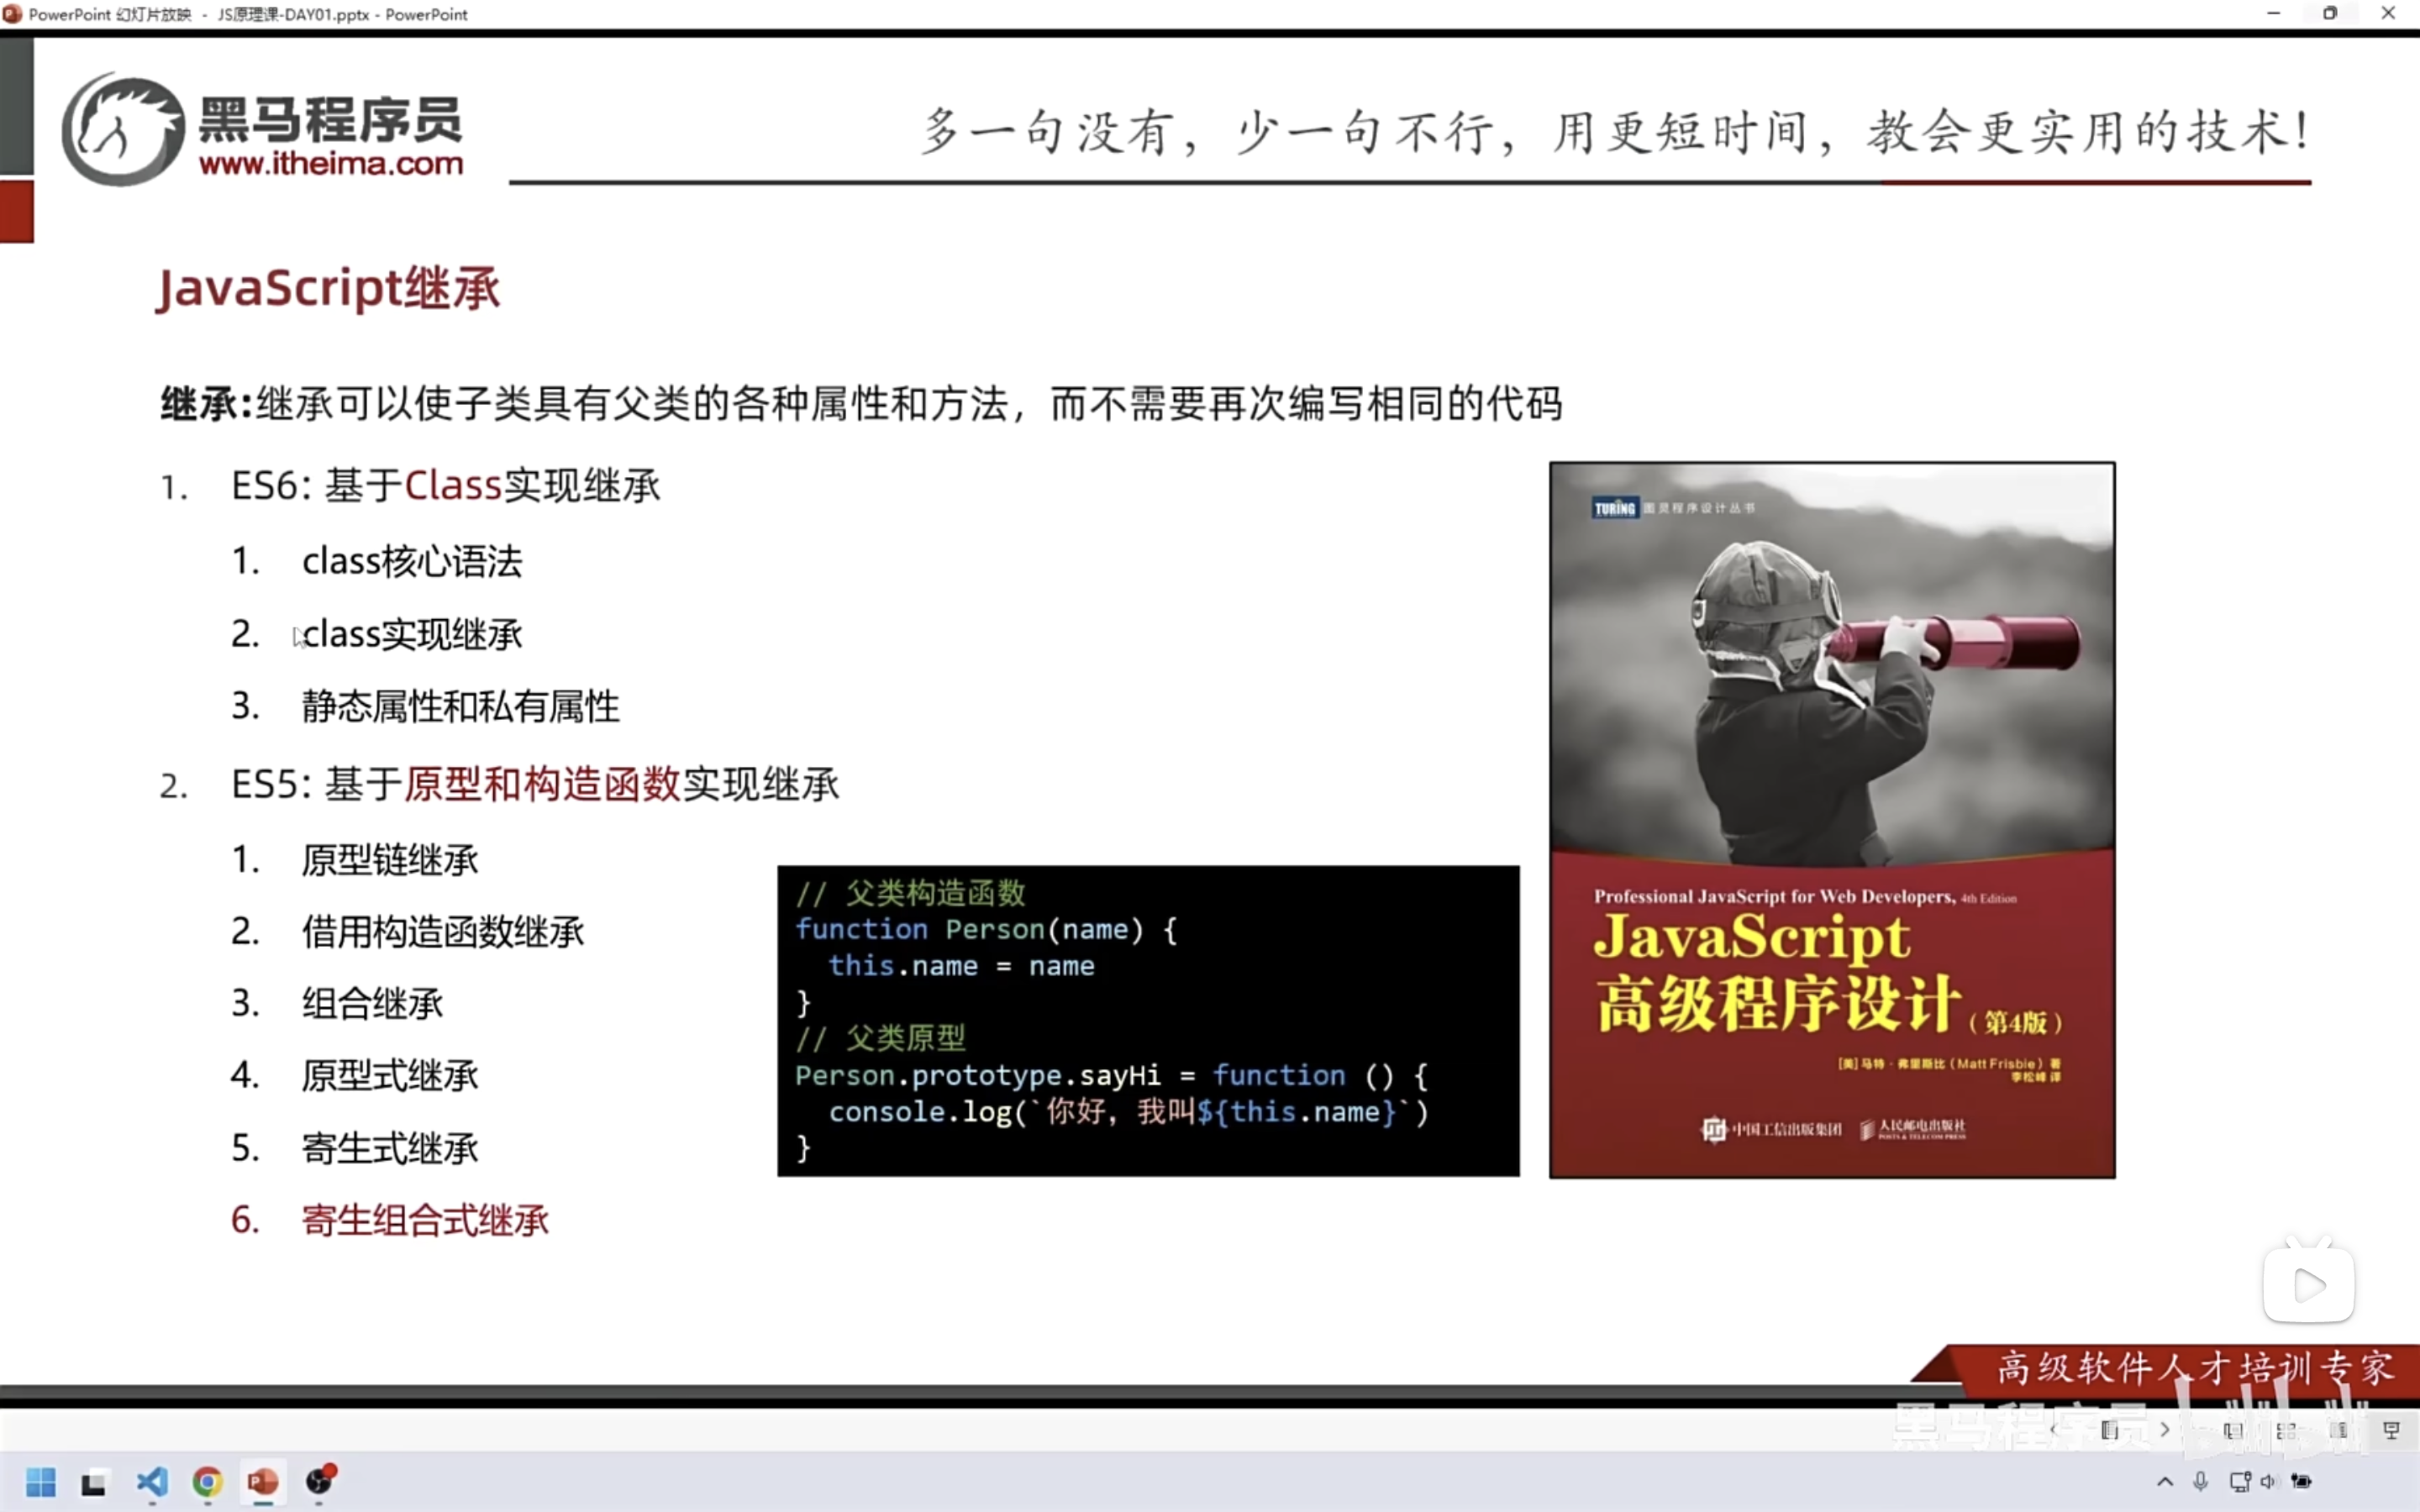 PowerPoint 幻灯片放映 - JS原理课-DAY01.pptx - PowerPoint
黑马程序员
www.itheima.com
多一句没有，少一句不行，用更短时间，教会更实用的技术！
JavaScript继承
继承:继承可以使子类具有父类的各种属性和方法，而不需要再次编写相同的代码
1. ES6: 基于Class实现继承
1. class核心语法
2. class实现继承
3. 静态属性和私有属性
2. ES5: 基于原型和构造函数实现继承
1. 原型链继承
2. 借用构造函数继承
3. 组合继承
4. 原型式继承
5. 寄生式继承
6. 寄生组合式继承
// 父类构造函数
function Person(name) {
this.name = name
}
// 父类原型
Person.prototype.sayHi = function () {
console.log(`你好，我叫${this.name}`)
}
TURING 图灵程序设计丛书
Professional JavaScript for Web Developers, 4th Edition
JavaScript
高级程序设计（第4版）
[美] 马特·弗里斯比（Matt Frisbie）著
李松峰 译
中国工信出版集团 人民邮电出版社
POSTS & TELECOM PRESS
高级软件人才培训专家
黑马程序员 bilibili